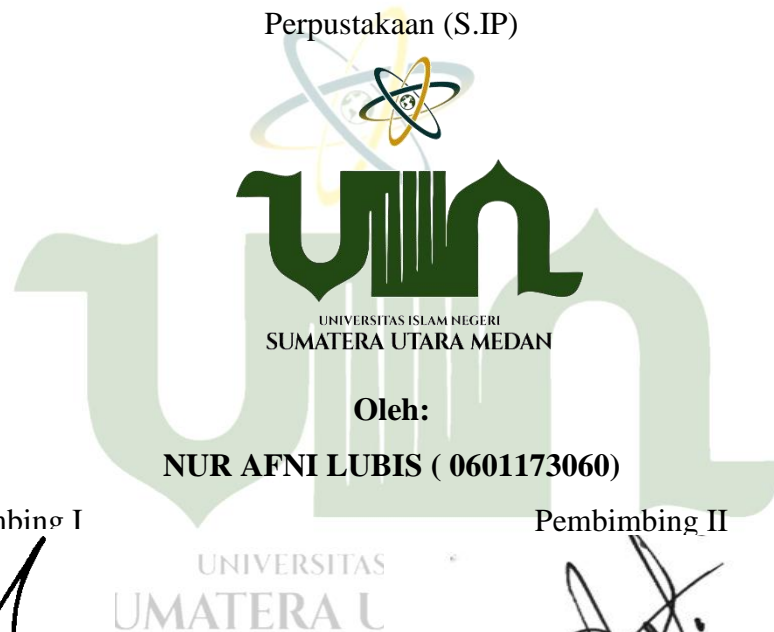 Perpustakaan (S.IP)
UNIVERSITAS ISLAM NEGERI
SUMATERA UTARA MEDAN
Oleh:
NUR AFNI LUBIS ( 0601173060)
Pembimbing II
UNIVERSITAS